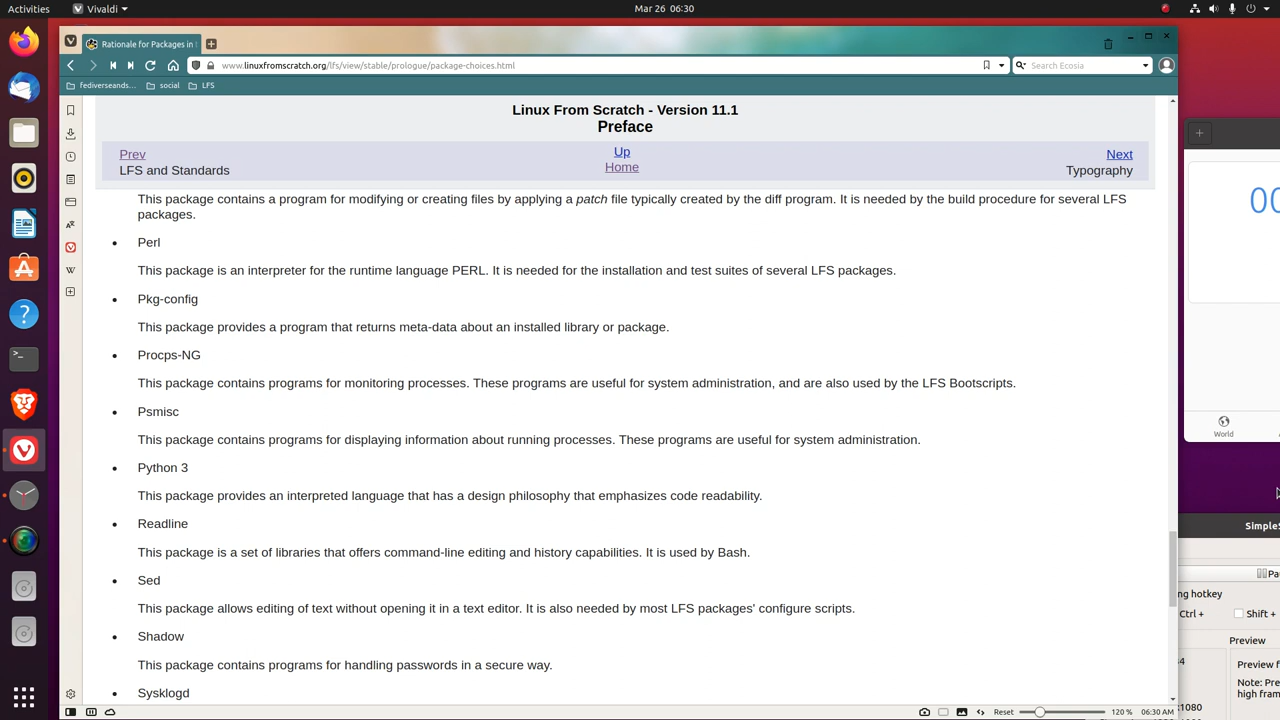 Activities
Vivaldi
Mar 26 06:30
Rationale for Packages in
www.linuxfromscratch.org/lfs/view/stable/prologue/package-choices.html
Search Ecosia
fediverseands...
social
LFS
Linux From Scratch - Version 11.1
Preface
Prev
Up
Next
LFS and Standards
Home
Typography
This package contains a program for modifying or creating files by applying a patch file typically created by the diff program. It is needed by the build procedure for several LFS
packages.
Perl
This package is an interpreter for the runtime language PERL. It is needed for the installation and test suites of several LFS packages.
Pkg-config
This package provides a program that returns meta-data about an installed library or package.
Procps-NG
This package contains programs for monitoring processes. These programs are useful for system administration, and are also used by the LFS Bootscripts.
Psmisc
This package contains programs for displaying information about running processes. These programs are useful for system administration.
Python 3
This package provides an interpreted language that has a design philosophy that emphasizes code readability.
Readline
This package is a set of libraries that offers command-line editing and history capabilities. It is used by Bash.
Sed
This package allows editing of text without opening it in a text editor. It is also needed by most LFS packages' configure scripts.
Shadow
This package contains programs for handling passwords in a secure way.
Sysklogd
Reset
120 %
06:30 AM
00
World
SimpleS
Pa
ng hotkey
Ctrl +
Shift +
Preview
Preview f
Note: Pre
high fram
1080